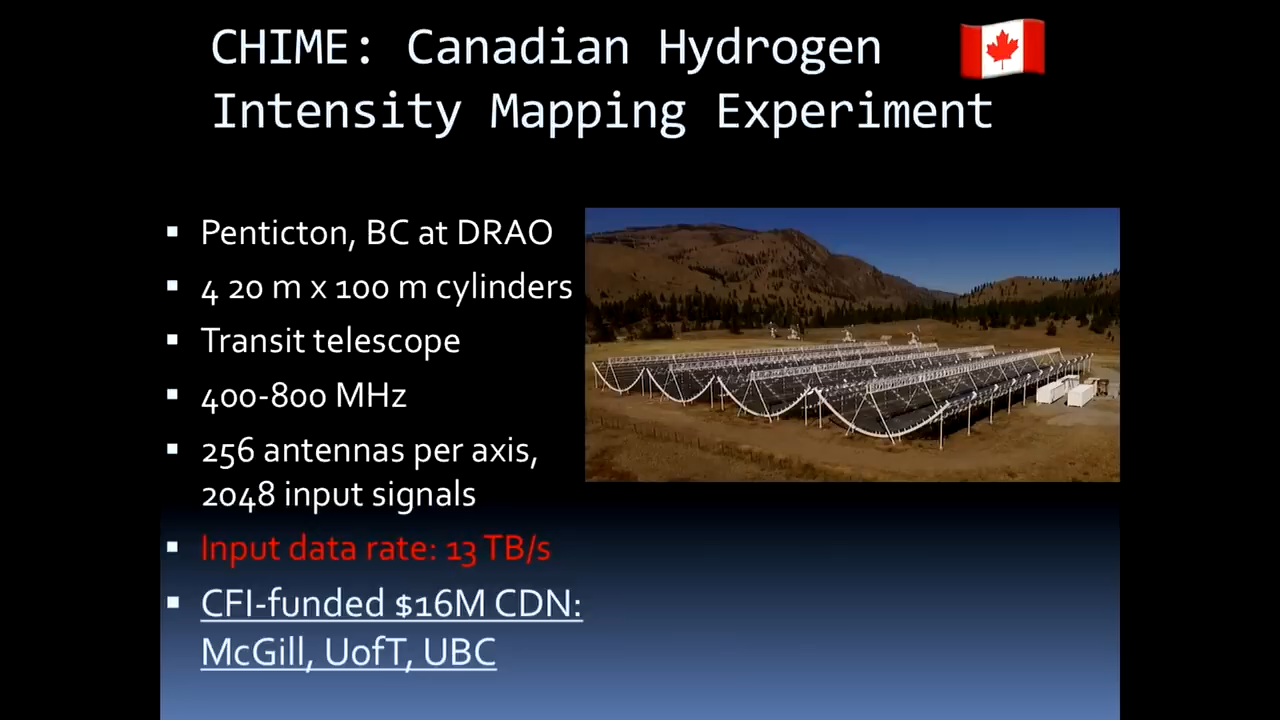 CHIME: Canadian Hydrogen
Intensity Mapping Experiment
▪ Penticton, BC at DRAO
▪ 4 20 m x 100 m cylinders
▪ Transit telescope
▪ 400-800 MHz
▪ 256 antennas per axis,
2048 input signals
▪ Input data rate: 13 TB/s
▪ CFI-funded $16M CDN:
McGill, UofT, UBC